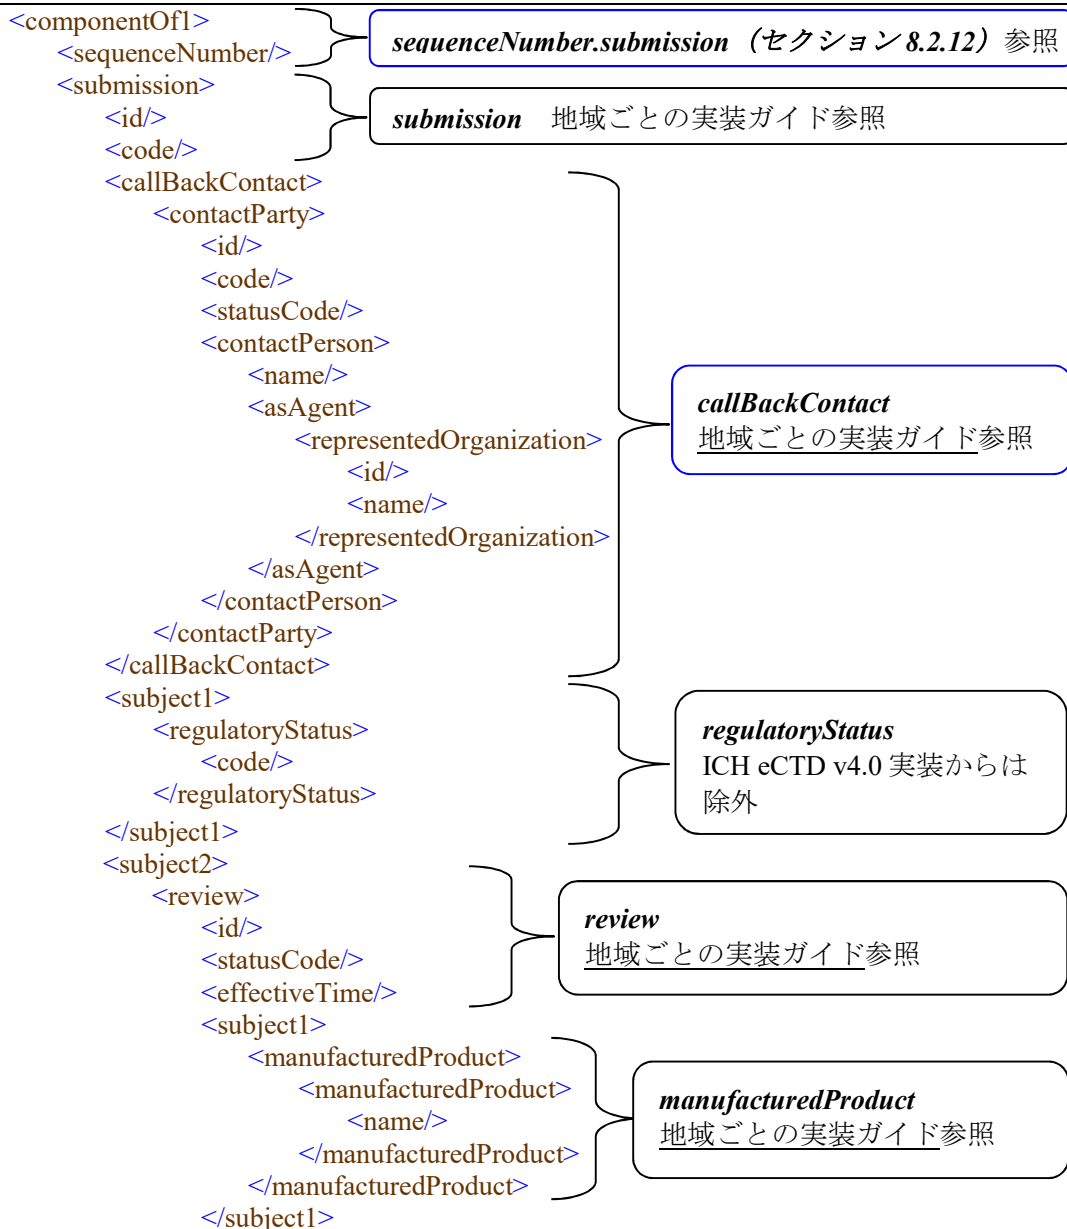 <componentOf1>
<sequenceNumber/>
sequenceNumber.submission（セクション 8.2.12）参照
<submission>
<id/>
submission　地域ごとの実装ガイド参照
<code/>
<callBackContact>
<contactParty>
<id/>
<code/>
<statusCode/>
<contactPerson>
<name/>
<asAgent>
callBackContact
<representedOrganization>
地域ごとの実装ガイド参照
<id/>
<name/>
</representedOrganization>
</asAgent>
</contactPerson>
</contactParty>
</callBackContact>
<subject1>
<regulatoryStatus>
regulatoryStatus
<code/>
ICH eCTD v4.0 実装からは
</regulatoryStatus>
除外
</subject1>
<subject2>
<review>
<id/>
review
<statusCode/>
地域ごとの実装ガイド参照
<effectiveTime/>
<subject1>
<manufacturedProduct>
<manufacturedProduct>
manufacturedProduct
<name/>
地域ごとの実装ガイド参照
</manufacturedProduct>
</manufacturedProduct>
</subject1>